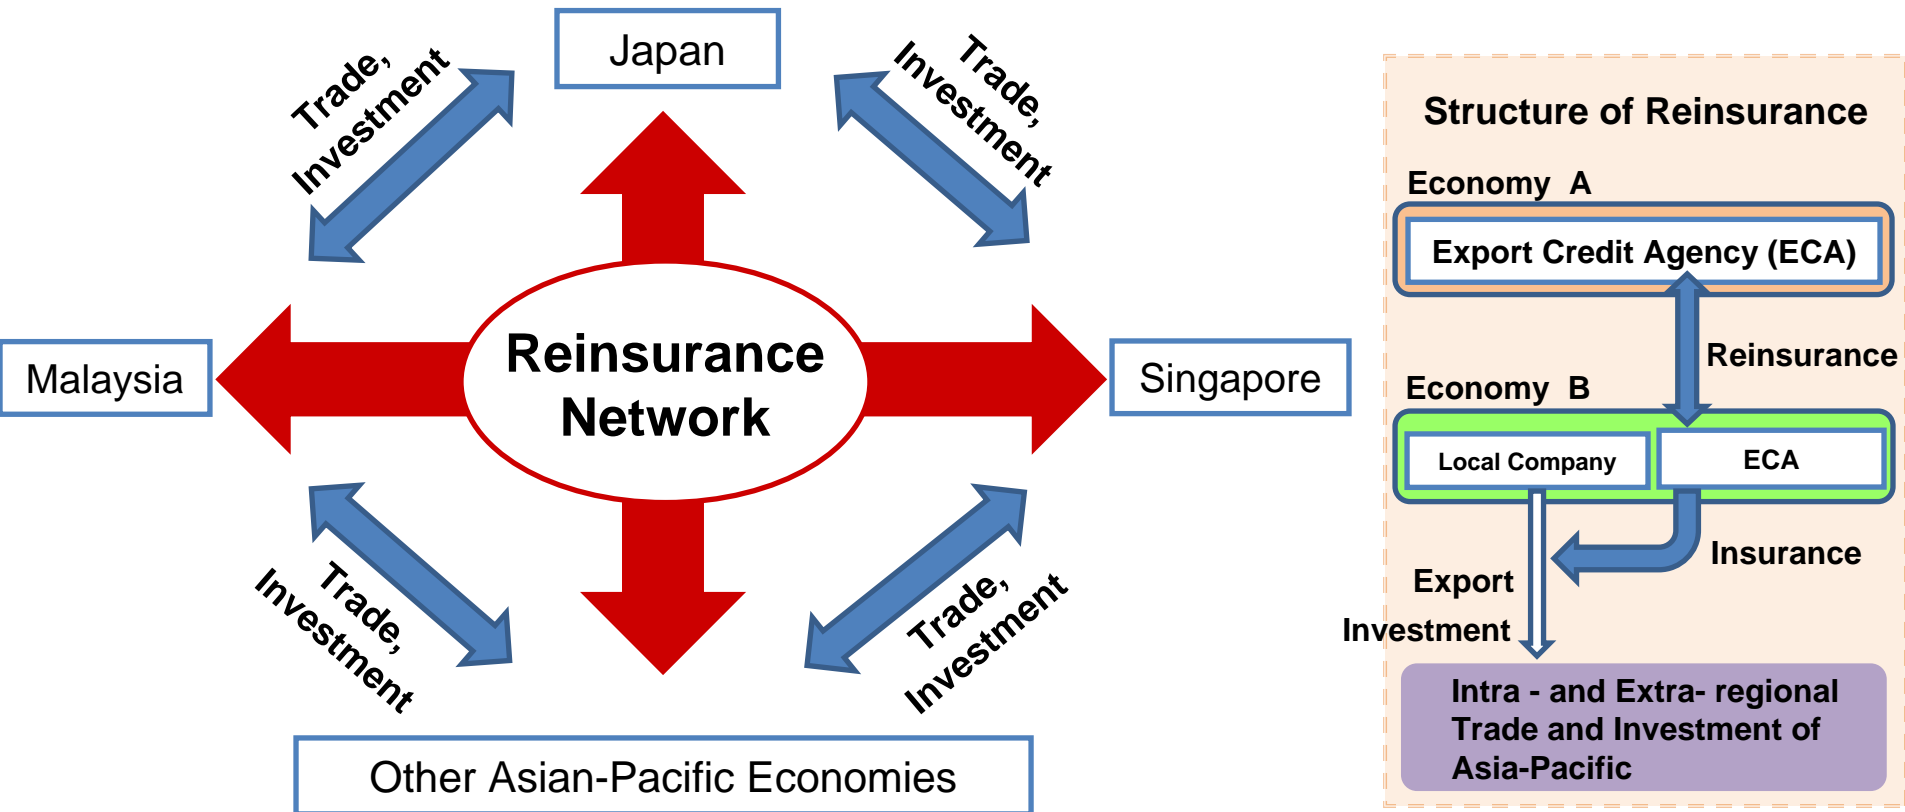 Japan
Trade,
Investment
Trade,
Investment
Malaysia
Reinsurance
Network
Singapore
Trade,
Investment
Trade,
Investment
Other Asian-Pacific Economies
Structure of Reinsurance
Economy A
Export Credit Agency (ECA)
Reinsurance
Economy B
Local Company
ECA
Insurance
Export
Investment
Intra - and Extra- regional
Trade and Investment of
Asia-Pacific